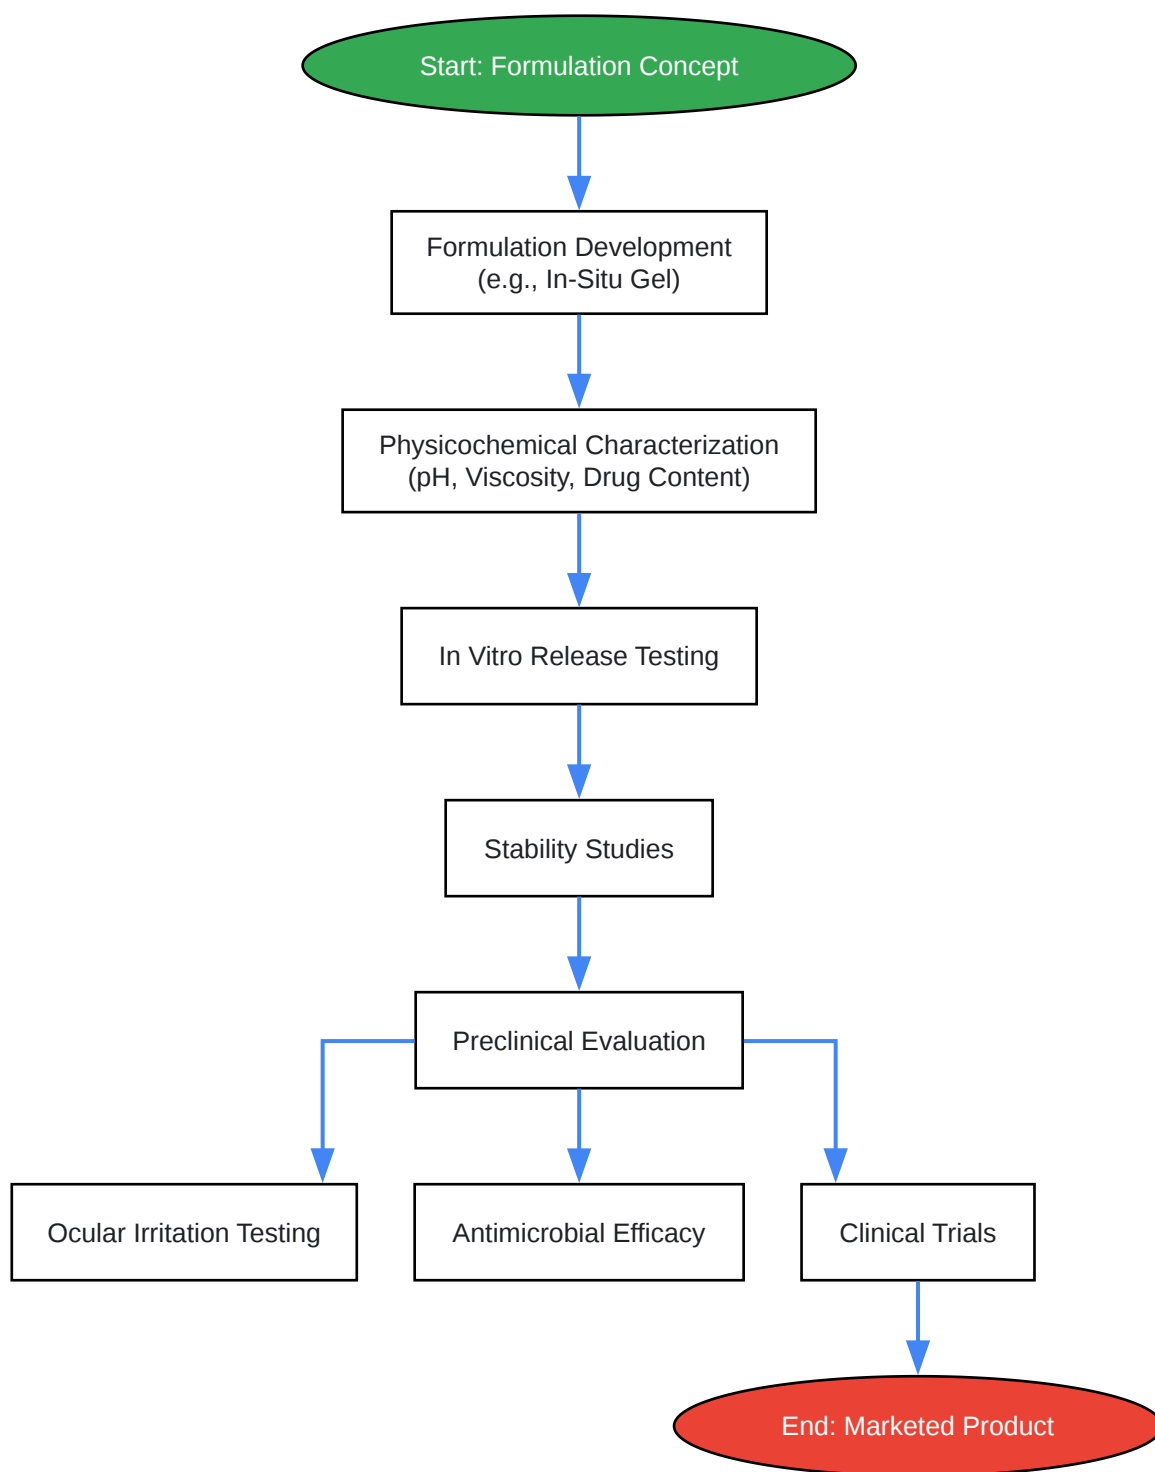 Start: Formulation Concept
Formulation Development
(e.g., In-Situ Gel)
Physicochemical Characterization
(pH, Viscosity, Drug Content)
In Vitro Release Testing
Stability Studies
Preclinical Evaluation
Ocular Irritation Testing
Antimicrobial Efficacy
Clinical Trials
End: Marketed Product